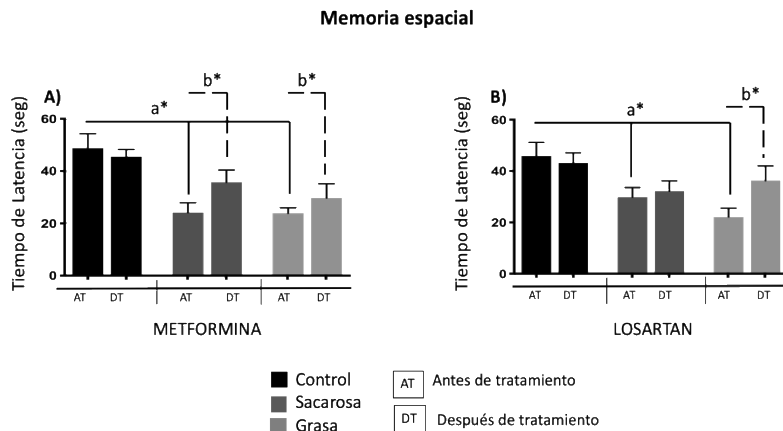 Memoria espacial
A)
a*
b*
b*
Tiempo de Latencia (seg)
60
40
20
0
AT DT AT DT AT DT
METFORMINA
B)
a*
b*
Tiempo de Latencia (seg)
60
40
20
0
AT DT AT DT AT DT
LOSARTAN
Control
Sacarosa
Grasa
AT Antes de tratamiento
DT Después de tratamiento